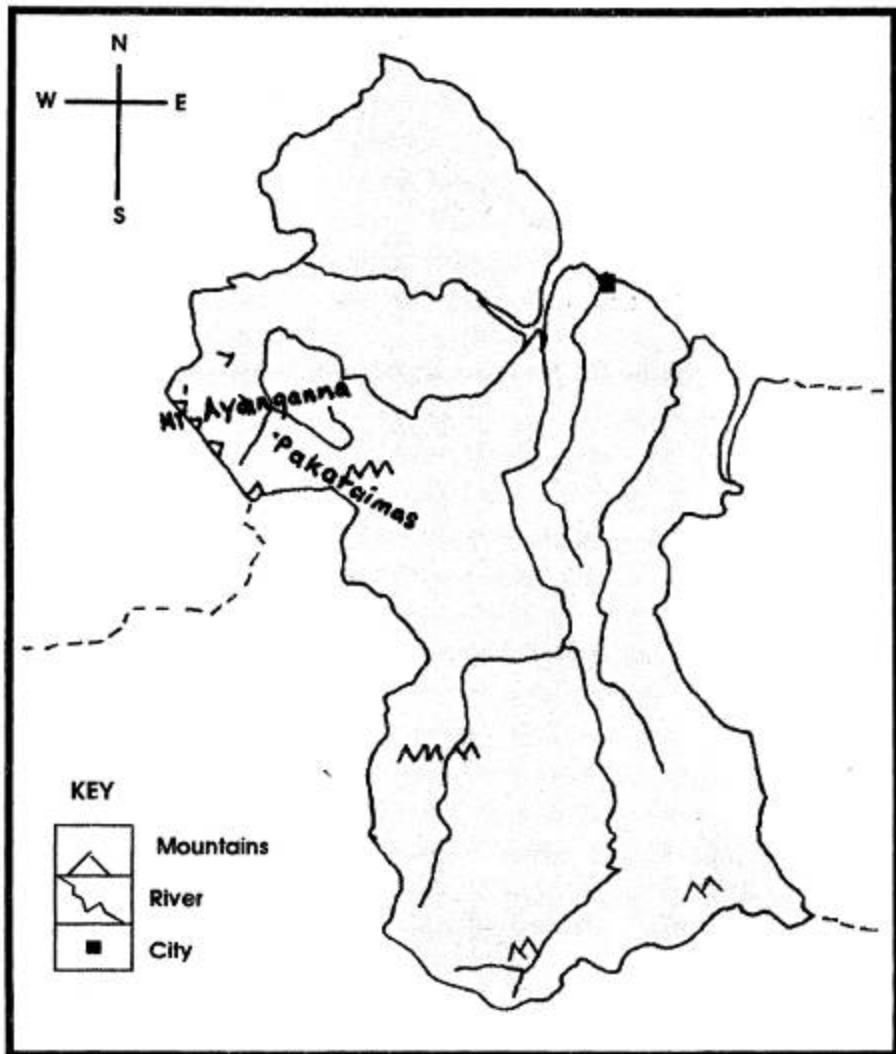 N
W E
S
Mt Ayanganna
Pakaraimas
KEY
Mountains
River
City